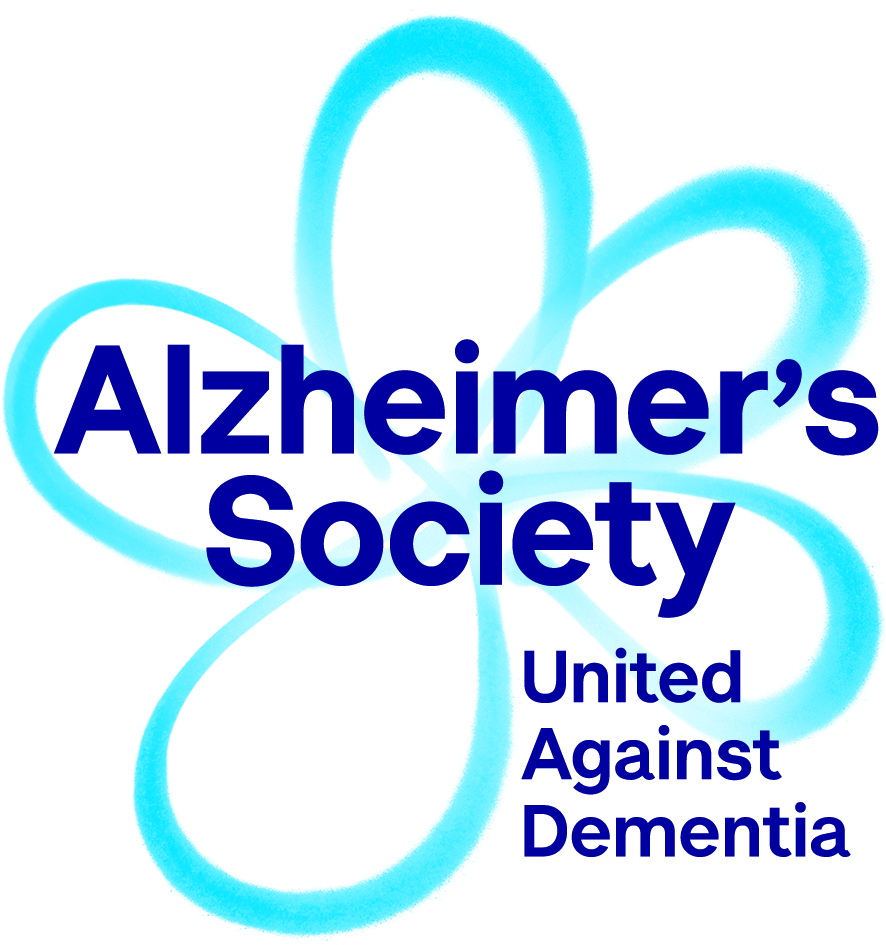 Alzheimer’s
Society
United
Against
Dementia